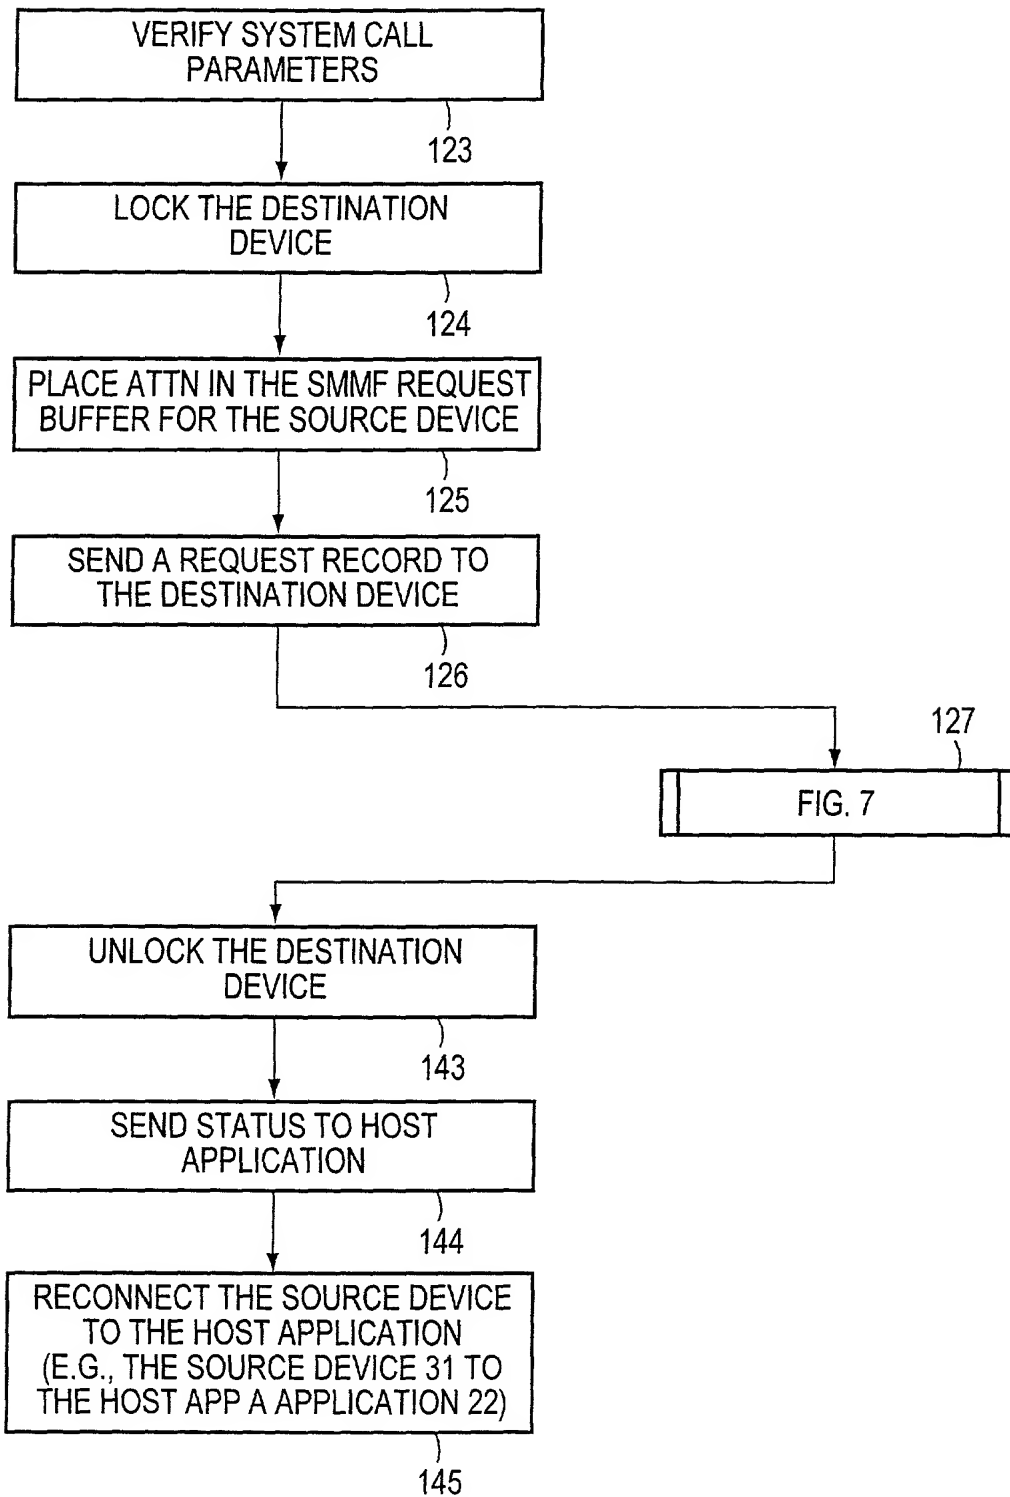 VERIFY SYSTEM CALL
PARAMETERS
123
LOCK THE DESTINATION
DEVICE
124
PLACE ATTN IN THE SMMF REQUEST
BUFFER FOR THE SOURCE DEVICE
125
SEND A REQUEST RECORD TO
THE DESTINATION DEVICE
126
127
FIG. 7
UNLOCK THE DESTINATION
DEVICE
143
SEND STATUS TO HOST
APPLICATION
144
RECONNECT THE SOURCE DEVICE
TO THE HOST APPLICATION
(E.G., THE SOURCE DEVICE 31 TO
THE HOST APP A APPLICATION 22)
145